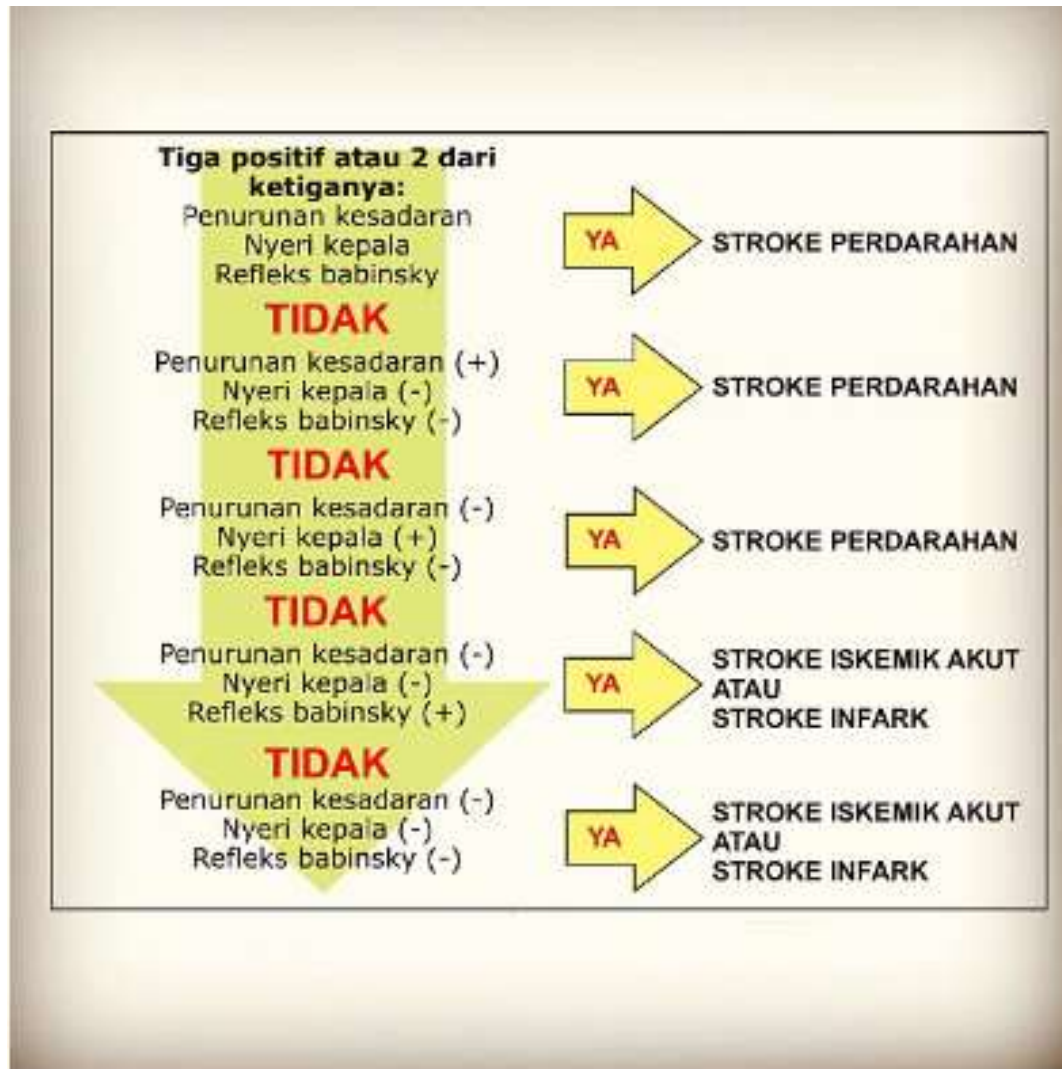 Tiga positif atau 2 dari
ketiganya:
Penurunan kesadaran
Nyeri kepala
Refleks babinsky
YA
STROKE PERDARAHAN
TIDAK
Penurunan kesadaran (+)
Nyeri kepala (-)
Refleks babinsky (-)
YA
STROKE PERDARAHAN
TIDAK
Penurunan kesadaran (-)
Nyeri kepala (+)
Refleks babinsky (-)
YA
STROKE PERDARAHAN
TIDAK
Penurunan kesadaran (-)
Nyeri kepala (-)
Refleks babinsky (+)
YA
STROKE ISKEMIK AKUT
ATAU
STROKE INFARK
TIDAK
Penurunan kesadaran (-)
Nyeri kepala (-)
Refleks babinsky (-)
YA
STROKE ISKEMIK AKUT
ATAU
STROKE INFARK